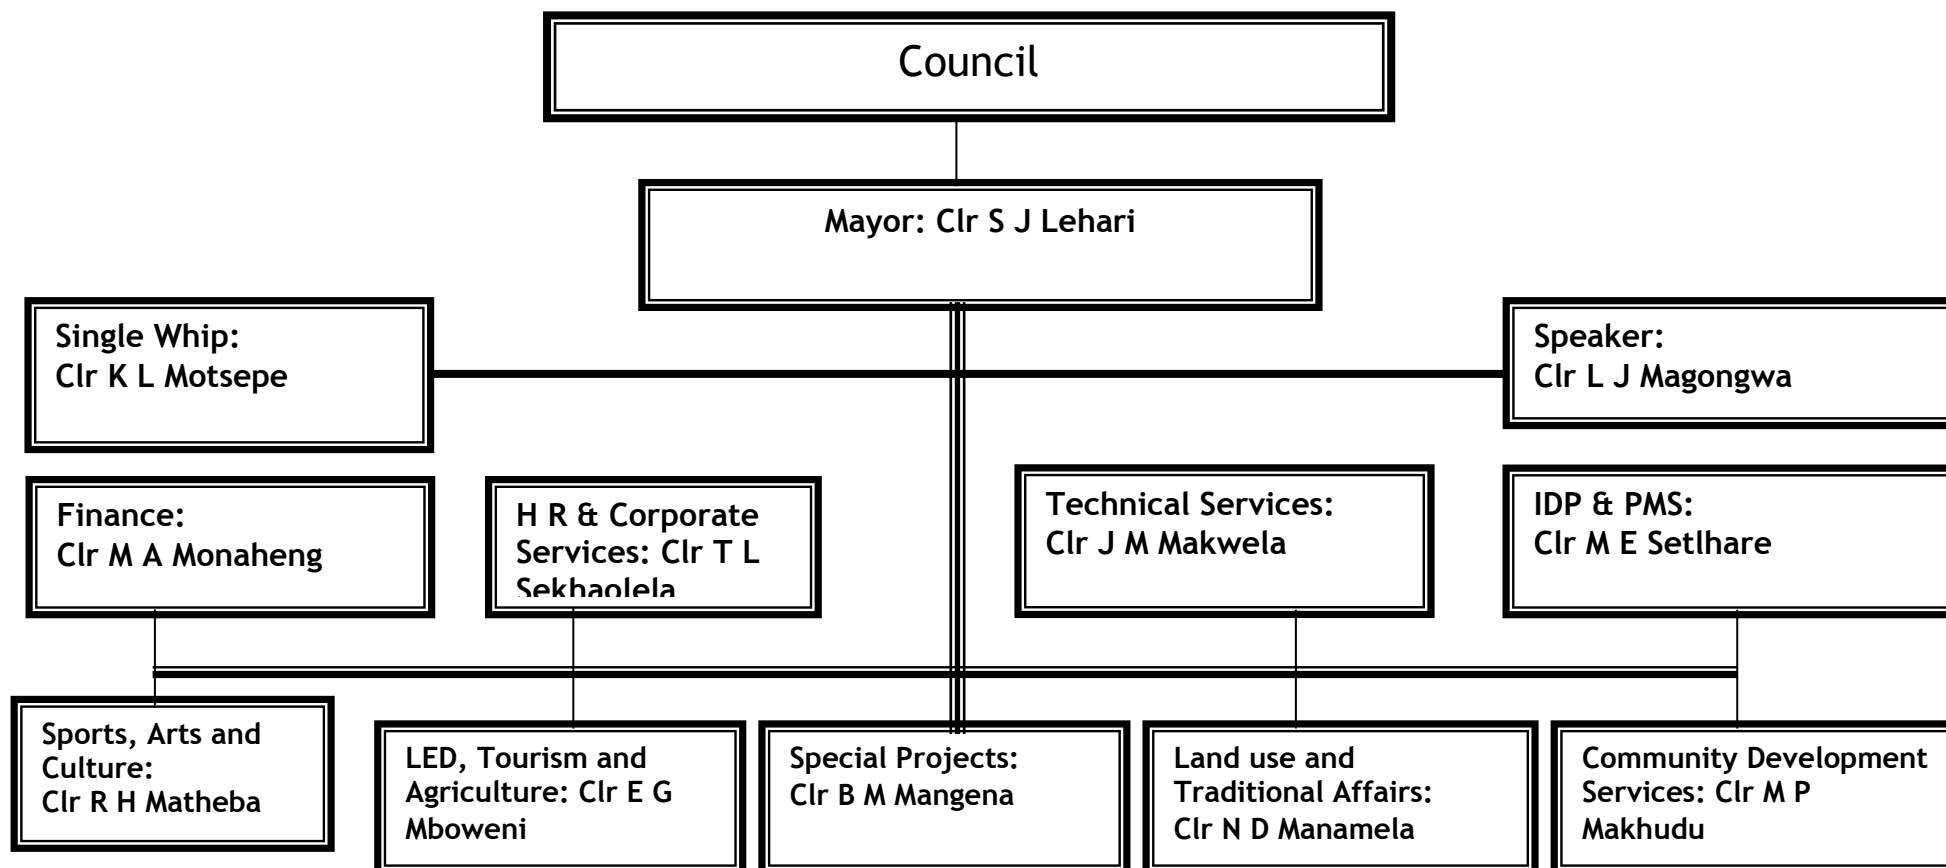 Council
Mayor: Clr S J Lehari
Single Whip:
Clr K L Motsepe
Speaker:
Clr L J Magongwa
Finance:
Clr M A Monaheng
H R & Corporate
Services: Clr T L
Sekhaolela
Technical Services:
Clr J M Makwela
IDP & PMS:
Clr M E Setlhare
Sports, Arts and
Culture:
Clr R H Matheba
LED, Tourism and
Agriculture: Clr E G
Mboweni
Special Projects:
Clr B M Mangena
Land use and
Traditional Affairs:
Clr N D Manamela
Community Development
Services: Clr M P
Makhudu